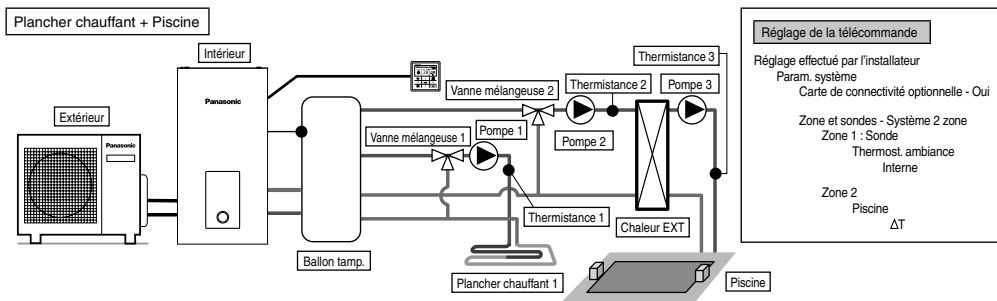 Plancher chauffant + Piscine
Intérieur
Panasonic
Extérieur
Panasonic
Ballon tamp.
Vanne mélangeuse 1
Pompe 1
Thermistance 1
Plancher chauffant 1
Vanne mélangeuse 2
Thermistance 2
Pompe 2
Thermistance 3
Pompe 3
Chaleur EXT
Piscine
Réglage de la télécommande
Réglage effectué par l'installateur
Param. système
Carte de connectivité optionnelle - Oui
Zone et sondes - Système 2 zone
Zone 1 : Sonde
Thermost. ambiance
Interne
Zone 2
Piscine
ΔT